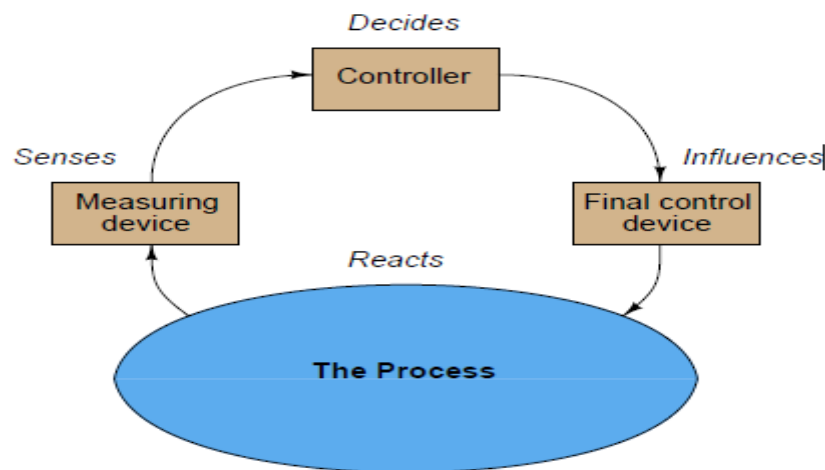 Decides
Controller
Senses
Influences
Measuring
device
Final control
device
Reacts
The Process